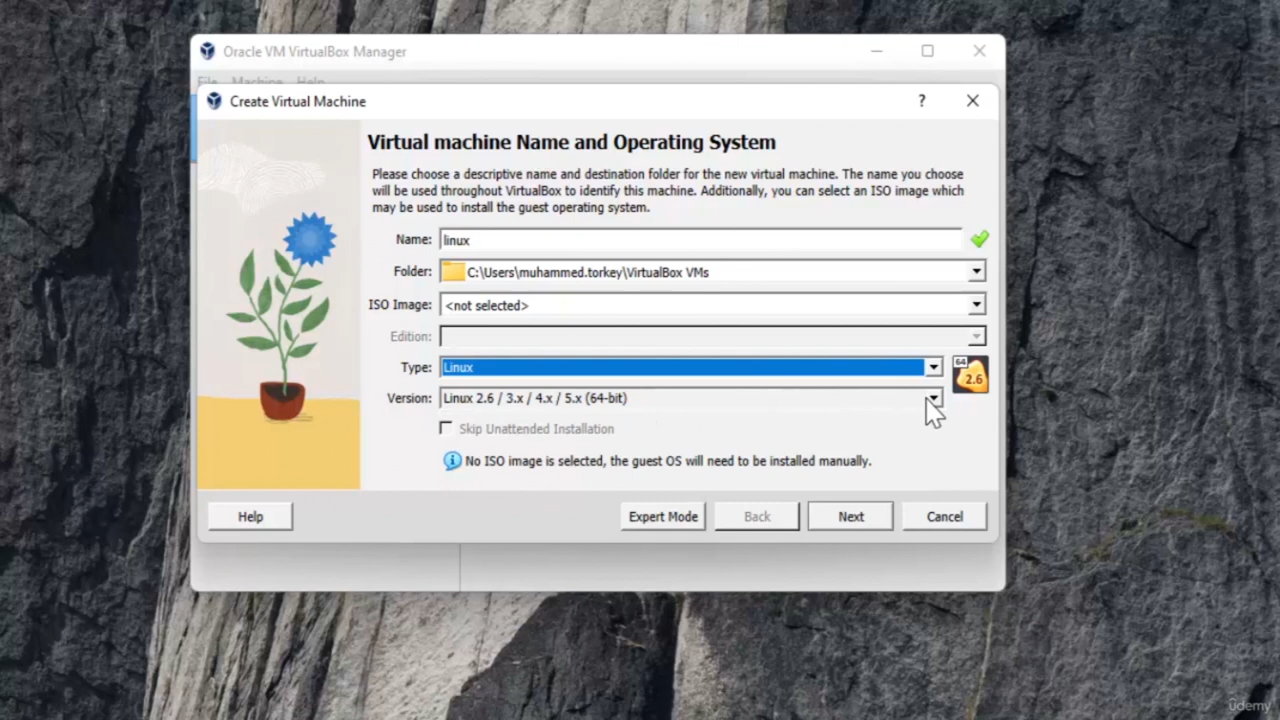 Oracle VM VirtualBox Manager
File Machine Help
Create Virtual Machine
?
Virtual machine Name and Operating System
Please choose a descriptive name and destination folder for the new virtual machine. The name you choose
will be used throughout VirtualBox to identify this machine. Additionally, you can select an ISO image which
may be used to install the guest operating system.
Name: linux
Folder: C:\Users\muhammed.torkey\VirtualBox VMs
ISO Image: <not selected>
Edition:
Type: Linux
64
2.6
Version: Linux 2.6 / 3.x / 4.x / 5.x (64-bit)
Skip Unattended Installation
No ISO image is selected, the guest OS will need to be installed manually.
Help Expert Mode Back Next Cancel
udemy